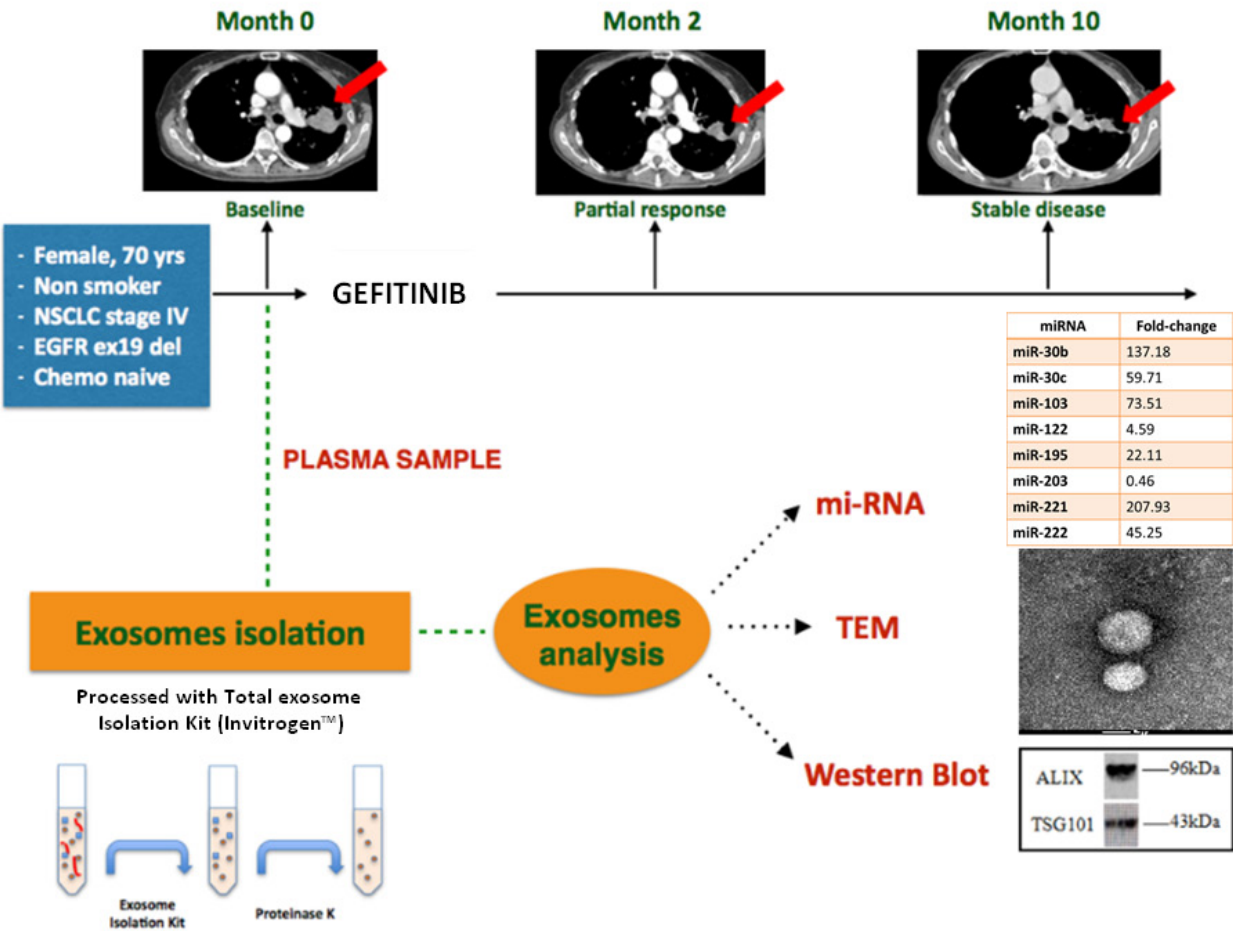 Month 0
Month 2
Month 10
Baseline
Partial response
Stable disease
- Female, 70 yrs
- Non smoker
- NSCLC stage IV
- EGFR ex19 del
- Chemo naive
GEFITINIB
miRNA Fold-change
miR-30b 137.18
miR-30c 59.71
miR-103 73.51
miR-122 4.59
miR-195 22.11
miR-203 0.46
miR-221 207.93
miR-222 45.25
PLASMA SAMPLE
mi-RNA
Exosomes isolation
Exosomes
analysis
TEM
Processed with Total exosome
Isolation Kit (Invitrogen™)
Western Blot
ALIX 96kDa
TSG101 43kDa
Exosome
Isolation Kit
Proteinase K